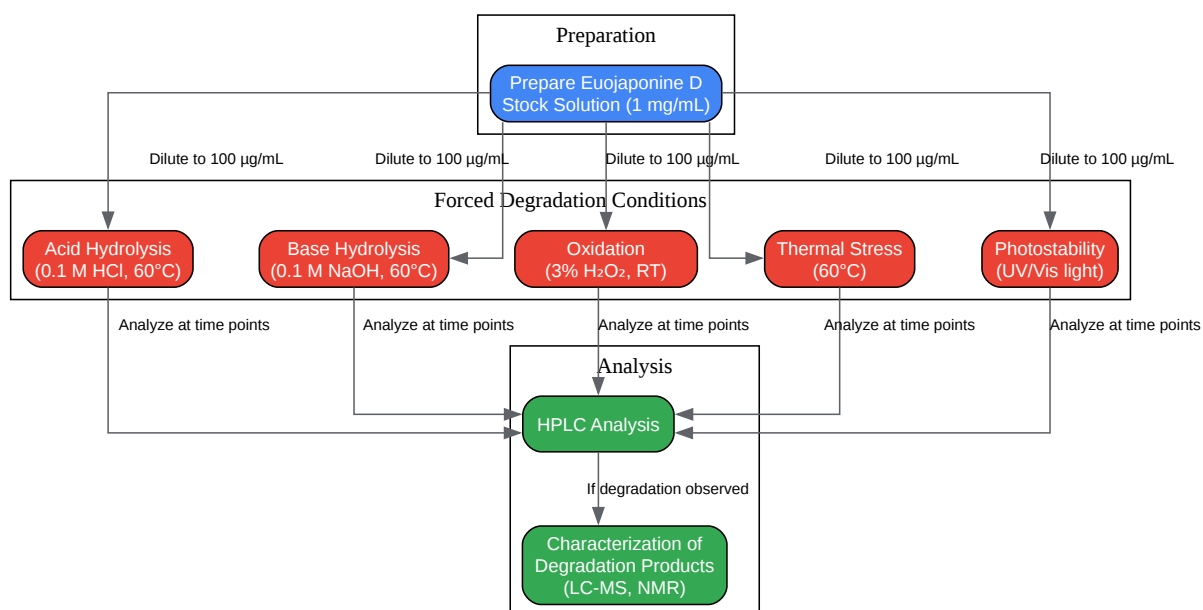 Preparation
Prepare Euojaponine D
Stock Solution (1 mg/mL)
Dilute to 100 µg/mL
Dilute to 100 µg/mL
Dilute to 100 µg/mL
Dilute to 100 µg/mL
Dilute to 100 µg/mL
Forced Degradation Conditions
Acid Hydrolysis
(0.1 M HCl, 60°C)
Base Hydrolysis
(0.1 M NaOH, 60°C)
Oxidation
(3% H₂O₂, RT)
Thermal Stress
(60°C)
Photostability
(UV/Vis light)
Analyze at time points
Analyze at time points
Analyze at time points
Analyze at time points
Analyze at time points
Analysis
HPLC Analysis
If degradation observed
Characterization of
Degradation Products
(LC-MS, NMR)